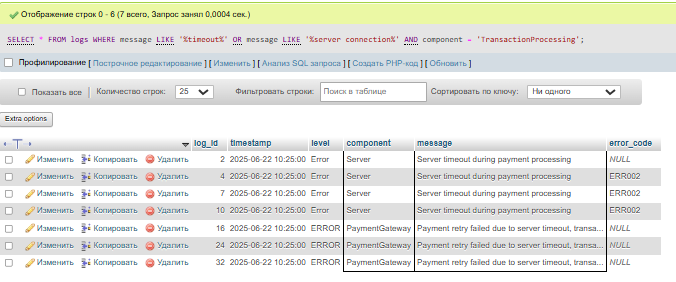 Отображение строк 0 - 6 (7 всего, Запрос занял 0,0004 сек.)
SELECT * FROM logs WHERE message LIKE '%timeout%' OR message LIKE '%server connection%' AND component = 'TransactionProcessing';
Профилирование [ Построчное редактирование ] [ Изменить ] [ Анализ SQL запроса ] [ Создать PHP-код ] [ Обновить ]
Показать все | Количество строк: 25 Фильтровать строки: Поиск в таблице Сортировать по ключу: Ни одного
Extra options
log_id timestamp level component message error_code
Изменить Копировать Удалить 2 2025-06-22 10:25:00 Error Server Server timeout during payment processing NULL
Изменить Копировать Удалить 4 2025-06-22 10:25:00 Error Server Server timeout during payment processing ERR002
Изменить Копировать Удалить 7 2025-06-22 10:25:00 Error Server Server timeout during payment processing ERR002
Изменить Копировать Удалить 10 2025-06-22 10:25:00 Error Server Server timeout during payment processing ERR002
Изменить Копировать Удалить 16 2025-06-22 10:25:00 ERROR PaymentGateway Payment retry failed due to server timeout, transa... NULL
Изменить Копировать Удалить 24 2025-06-22 10:25:00 ERROR PaymentGateway Payment retry failed due to server timeout, transa... NULL
Изменить Копировать Удалить 32 2025-06-22 10:25:00 ERROR PaymentGateway Payment retry failed due to server timeout, transa... NULL